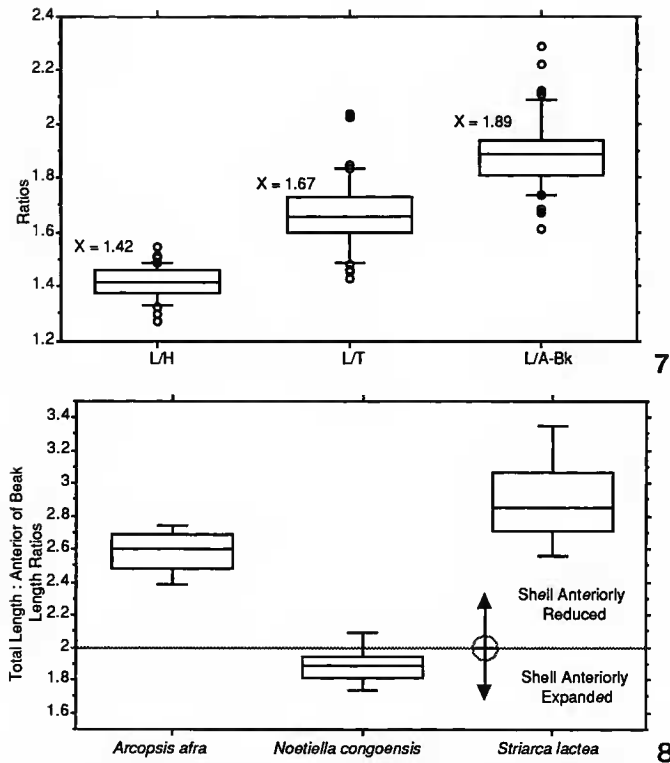 2.4
2.2
2
1.8
1.6
1.4
1.2
Ratios
X = 1.42
X = 1.67
X = 1.89
L/H
L/T
L/A-Bk
7
3.4
3.2
3
2.8
2.6
2.4
2.2
2
1.8
1.6
Total Length : Anterior of Beak
Length Ratios
Shell Anteriorly
Reduced
Shell Anteriorly
Expanded
Arcopsis afra
Noetiella congoensis
Striarca lactea
8